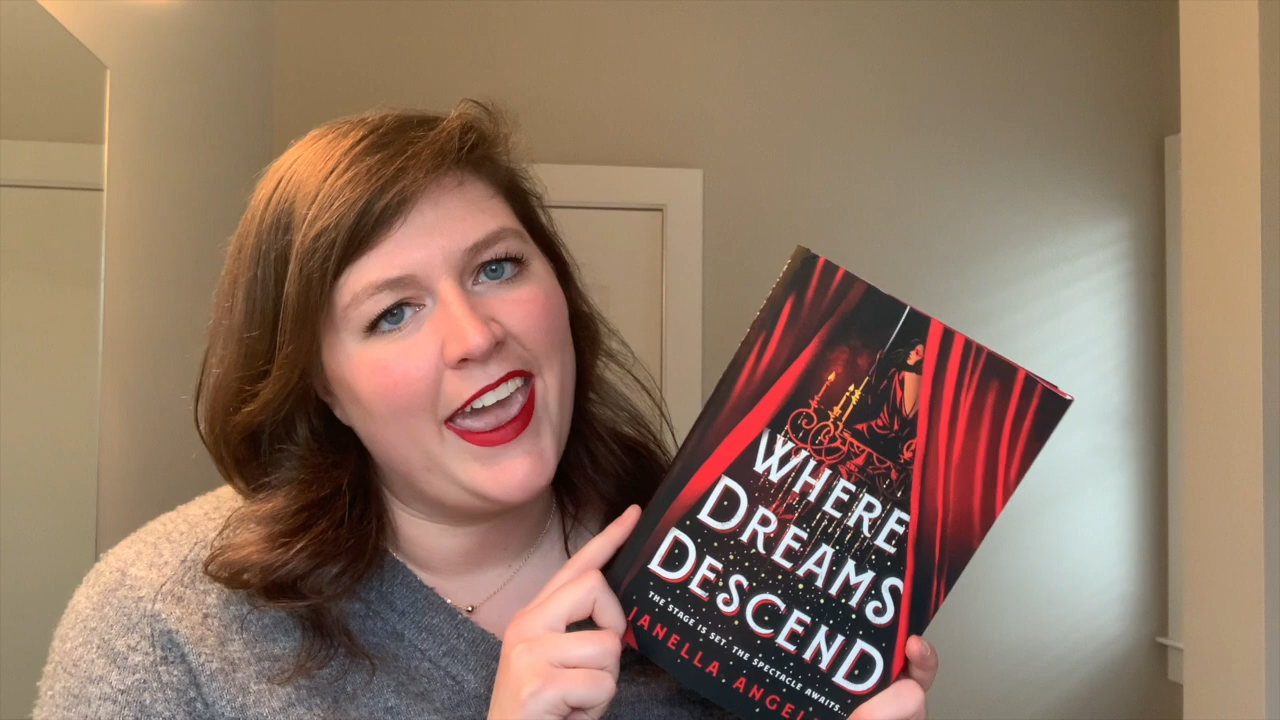 WHERE
DREAMS
DESCEND
THE STAGE IS SET. THE SPECTACLE AWAITS...
JANELLA